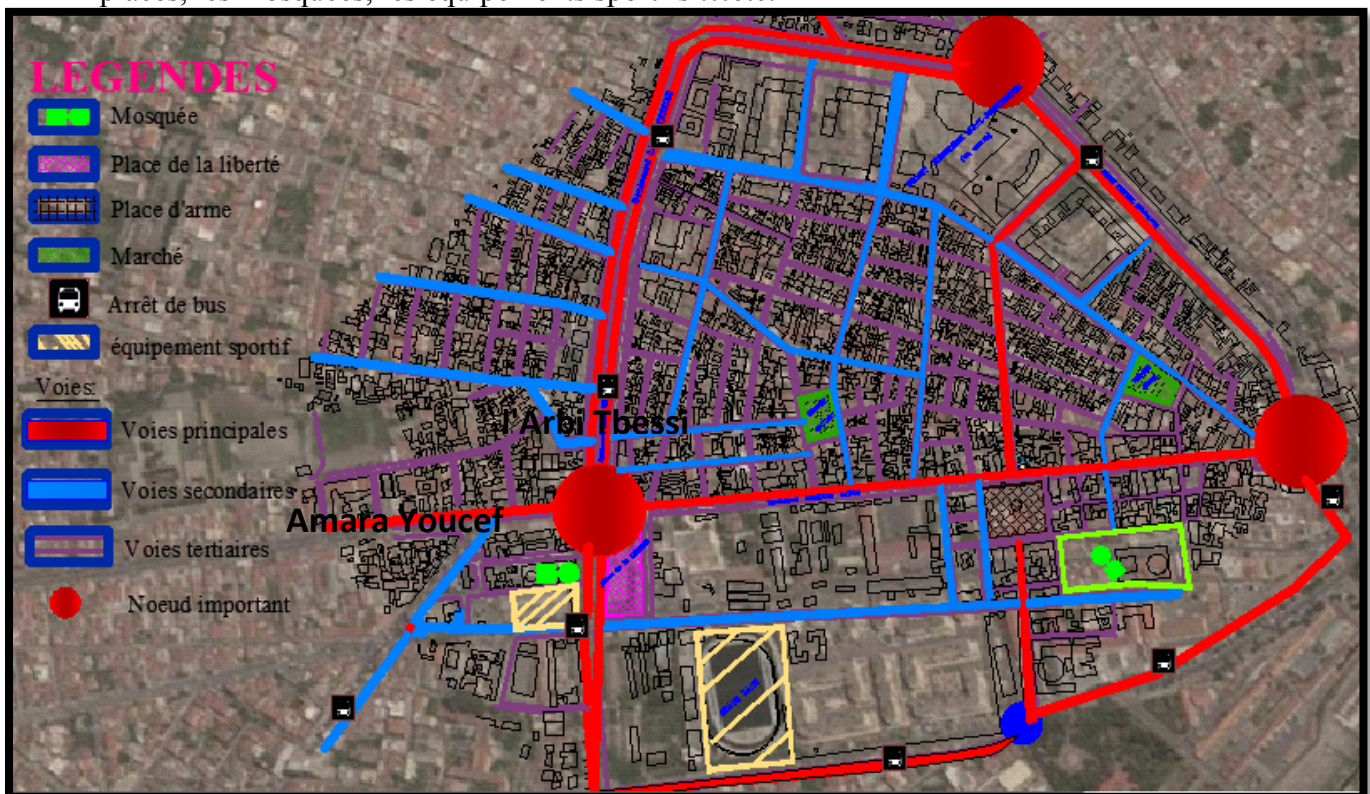 places, les mosquées, les équipements sportifs .....etc.
LEGENDES
Mosquée
Place de la liberté
Place d'arme
Marché
Arrêt de bus
équipement sportif
Voies:
Voies principales
Voies secondaires
Voies tertiaires
Noeud important
l'Arbi Tbessi
Amara Youcef